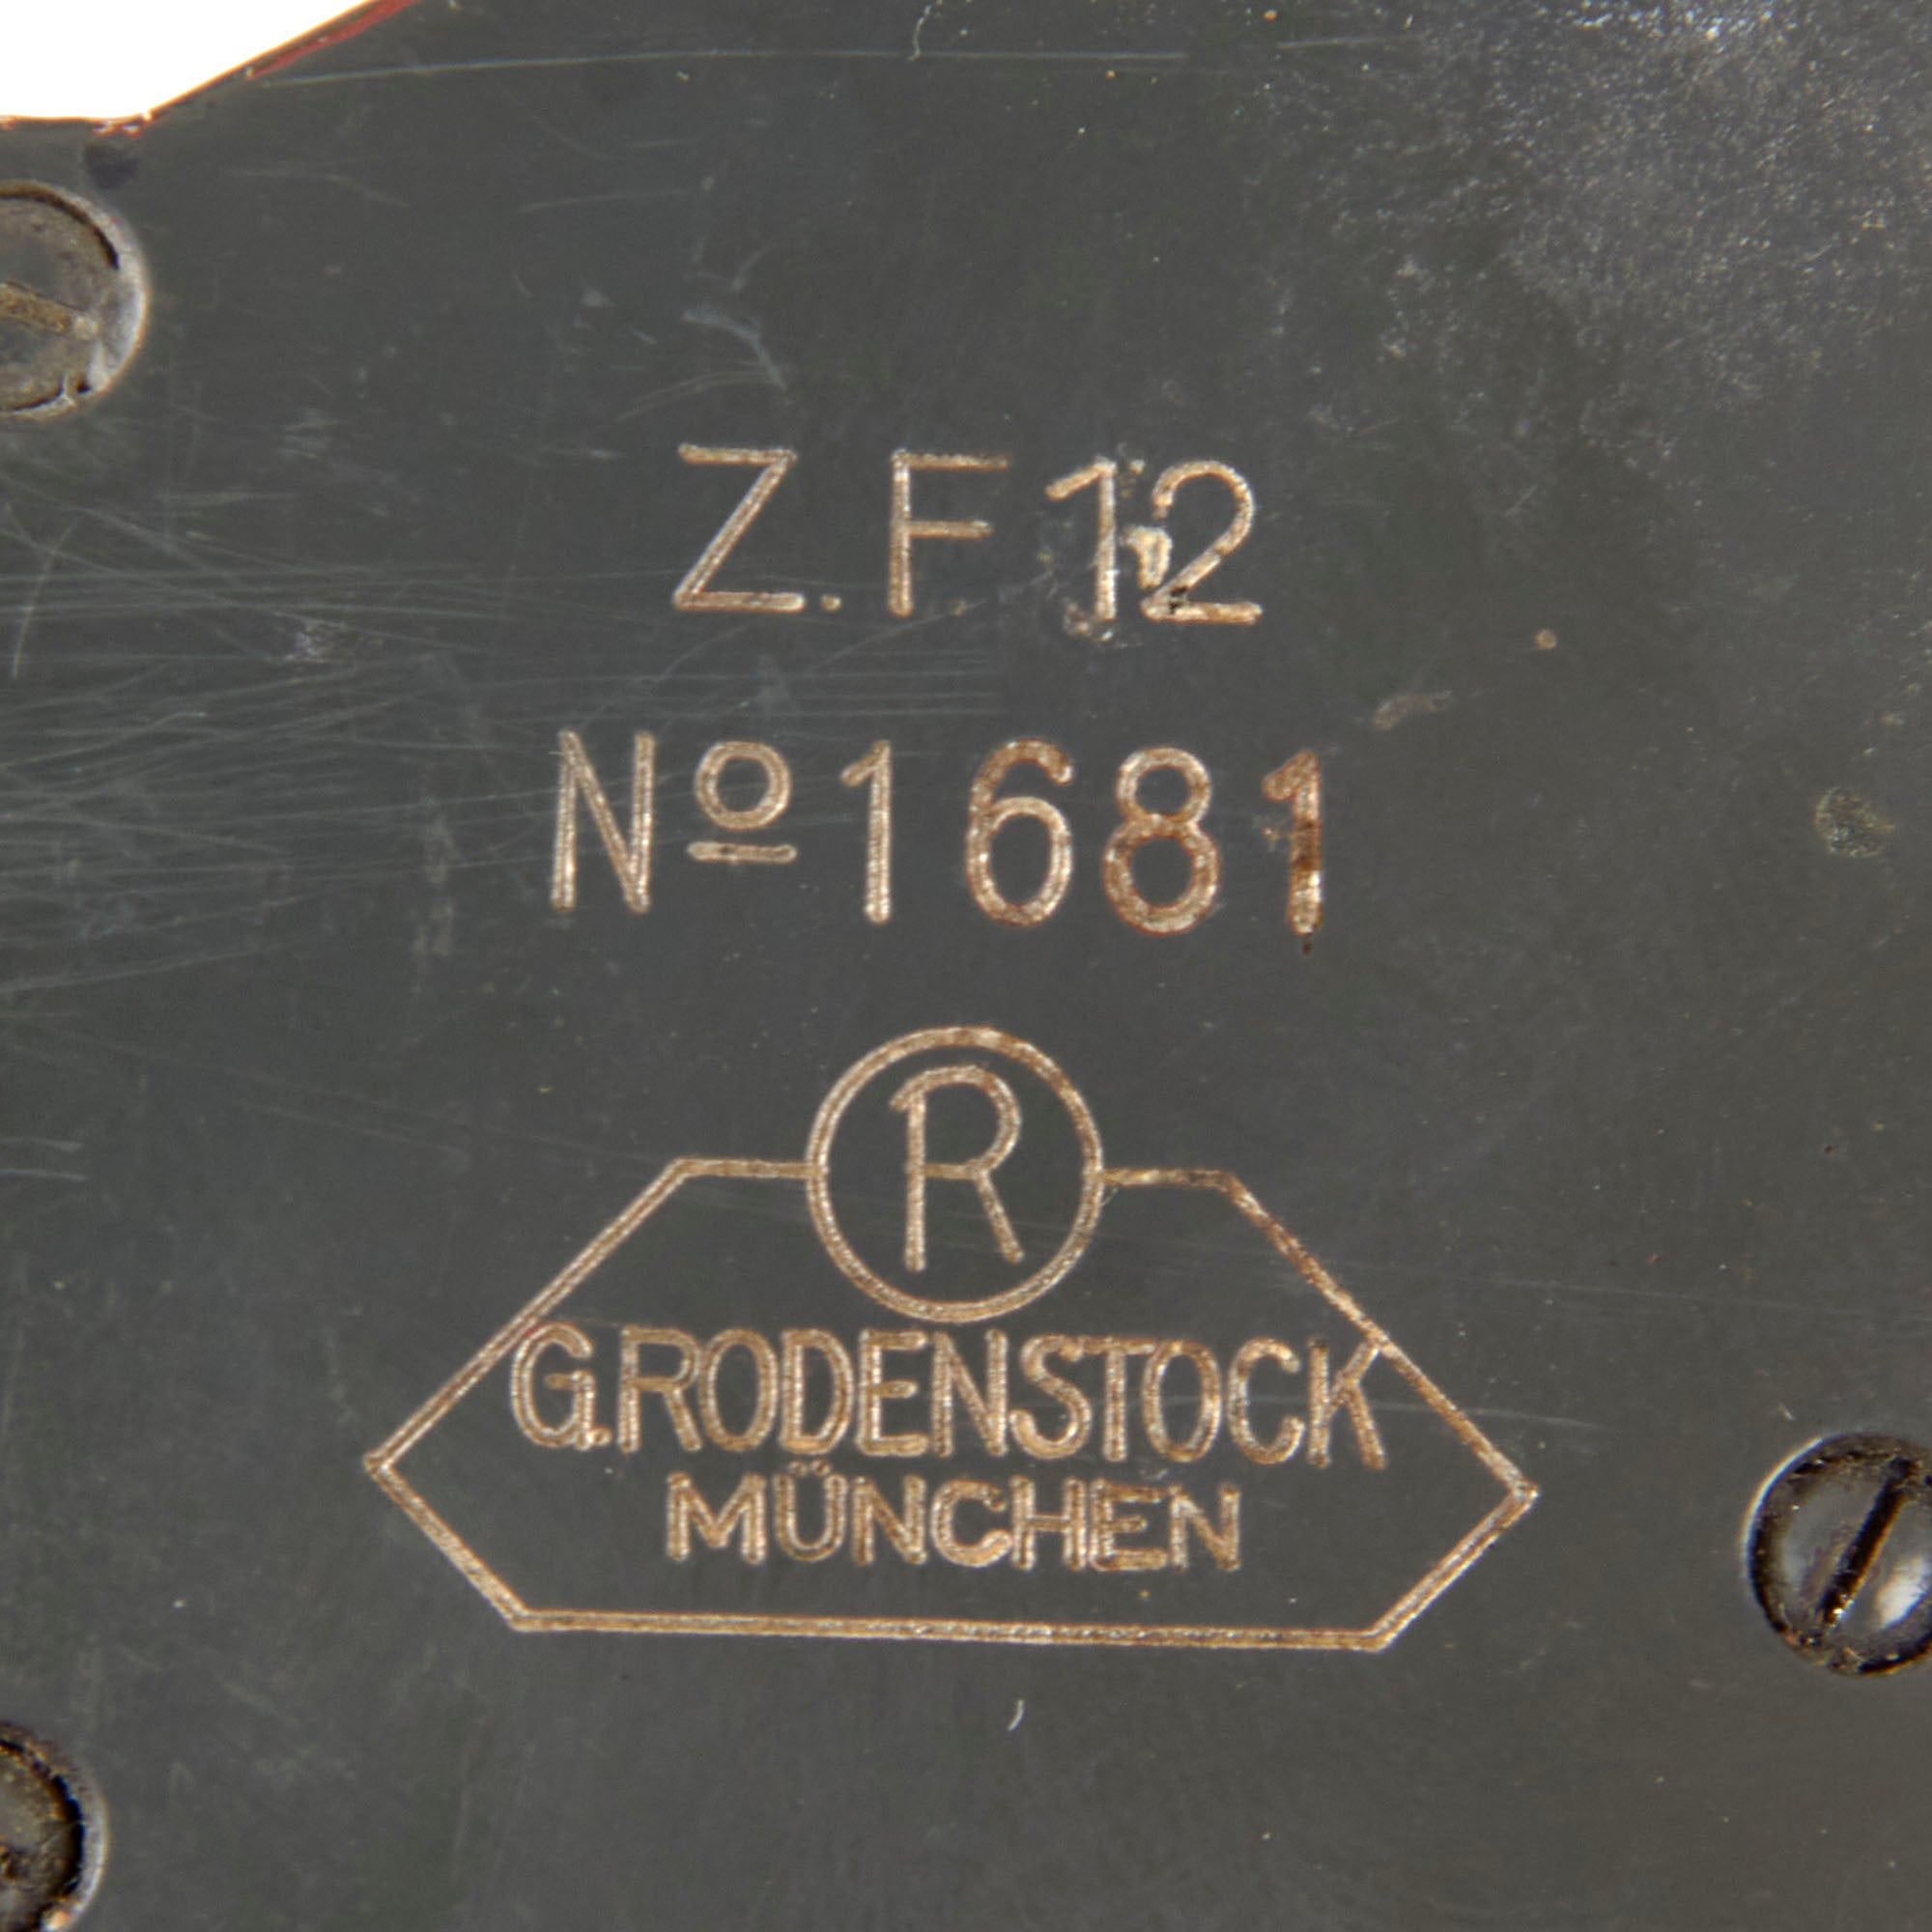 Z.F.12
Nº1681
R
G.RODENSTOCK
MÜNCHEN